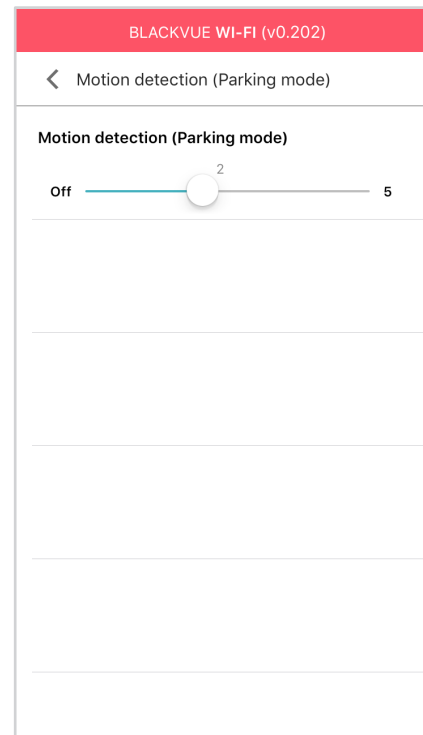 BLACKVUE WI-FI (v0.202)
Motion detection (Parking mode)
Motion detection (Parking mode)
2
Off 5